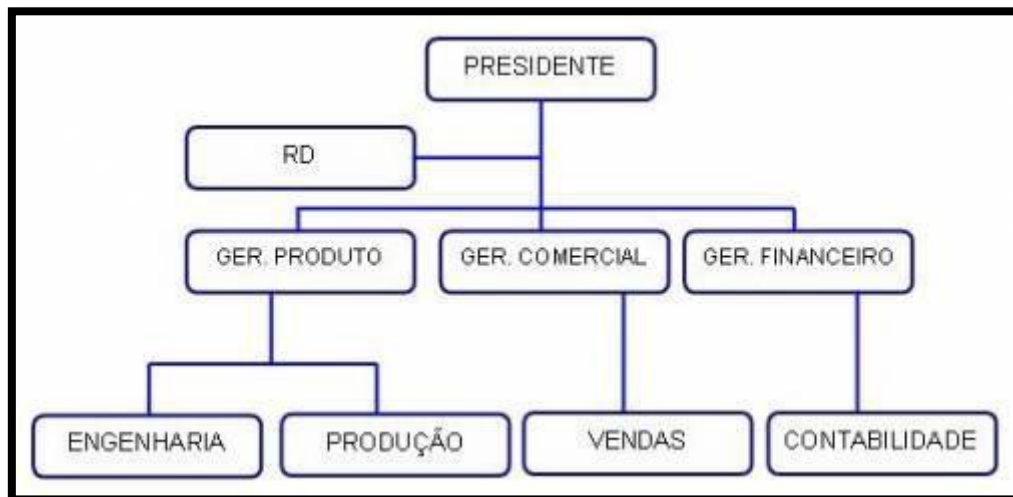 PRESIDENTE
RD
GER. PRODUTO
GER. COMERCIAL
GER. FINANCEIRO
ENGENHARIA
PRODUÇÃO
VENDAS
CONTABILIDADE